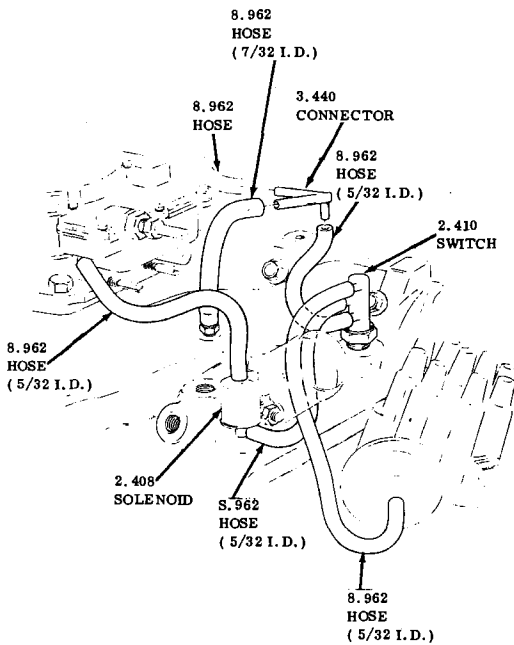 8.962
HOSE
(7/32 I.D.)
8.962
HOSE
3.440
CONNECTOR
8.962
HOSE
(5/32 I.D.)
2.410
SWITCH
8.962
HOSE
(5/32 I.D.)
2.408
SOLENOID
S.962
HOSE
(5/32 I.D.)
8.962
HOSE
(5/32 I.D.)